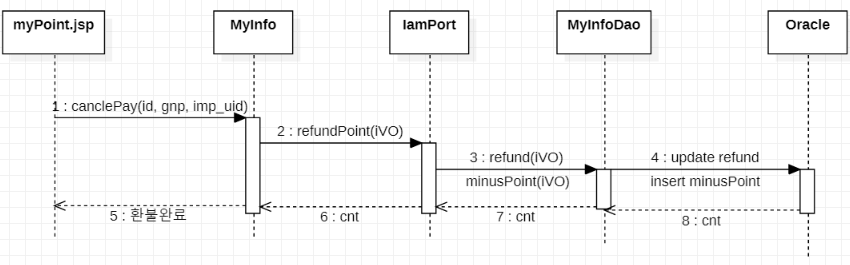 myPoint.jsp
MyInfo
IamPort
MyInfoDao
Oracle
1 : canclePay(id, gnp, imp_uid)
2 : refundPoint(iVO)
3 : refund(iVO)
minusPoint(iVO)
4 : update refund
insert minusPoint
5 : 환불완료
6 : cnt
7 : cnt
8 : cnt